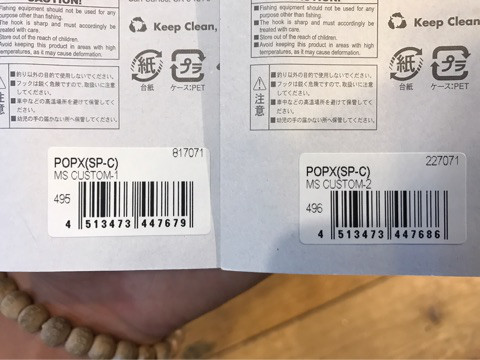 CAUTION!
Fishing equipment should not be used for any
purpose other than fishing.
The hook is sharp and must accordingly be
treated with care.
Store out of the reach of children.
Avoid keeping this product in areas with high
temperatures, as it may cause deformation.
Keep Clean,
注意
■釣り以外の目的で使用しないでください。
■フックは鋭く危険ですので、取扱いに注意
してください。
■車中などの高温場所を避けて保管してく
ださい。
■幼児の手の届かない所へ保管してください。
紙
台紙
プラ
ケース:PET
817071
POPX(SP-C)
MS CUSTOM-1
495
4 513473 447679
CAUTION!
Fishing equipment should not be used for any
purpose other than fishing.
The hook is sharp and must accordingly be
treated with care.
Store out of the reach of children.
Avoid keeping this product in areas with high
temperatures, as it may cause deformation.
Keep Clean,
注意
■釣り以外の目的で使用しないでください。
■フックは鋭く危険ですので、取扱いに注意
してください。
■車中などの高温場所を避けて保管してく
ださい。
■幼児の手の届かない所へ保管してください。
紙
台紙
プラ
ケース:PET
227071
POPX(SP-C)
MS CUSTOM-2
496
4 513473 447686